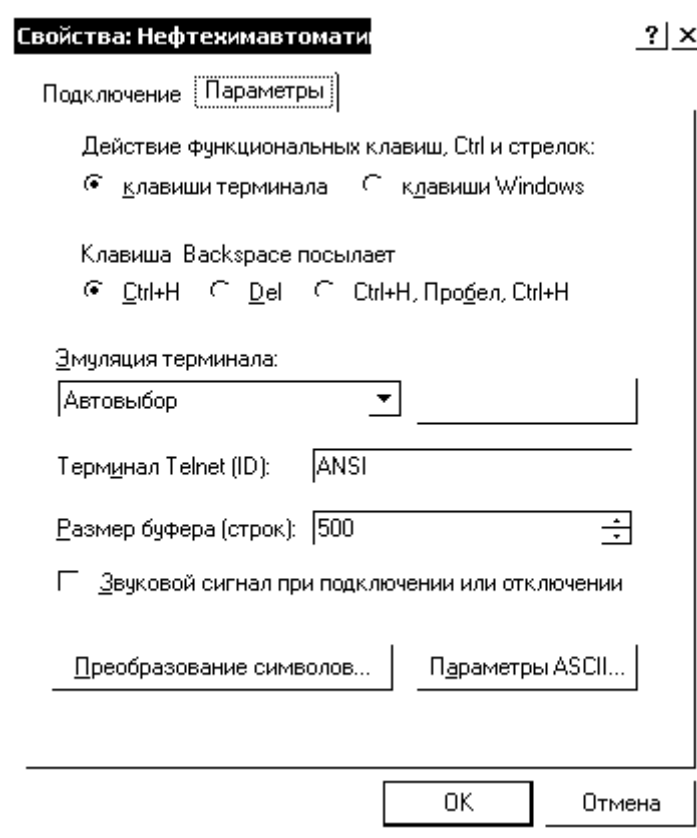 Свойства: Нефтехимавтомати
? ×
Подключение Параметры
Действие функциональных клавиш, Ctrl и стрелок:
клавиши терминала клавиши Windows
Клавиша Backspace посылает
Ctrl+H Del Ctrl+H, Пробел, Ctrl+H
Эмуляция терминала:
Автовыбор
Терминал Telnet (ID): ANSI
Размер буфера (строк): 500
Звуковой сигнал при подключении или отключении
Преобразование символов... Параметры ASCII...
OK Отмена